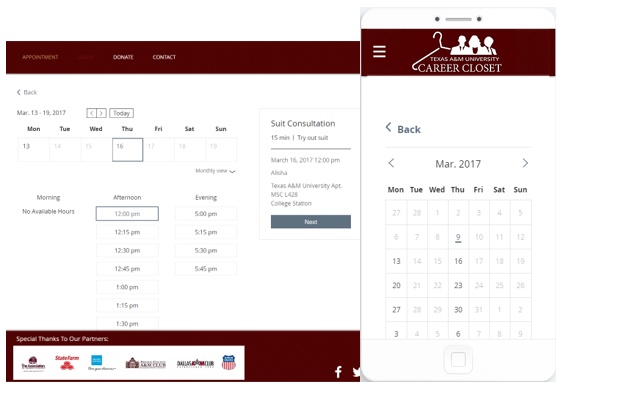 APPOINTMENT
DONATE
CONTACT
Back
Mar. 13 - 19, 2017
Today
Mon Tue Wed Thu Fri Sat Sun
13 14 15 16 17 18 19
Monthly view
Morning Afternoon Evening
No Available Hours
12:00 pm 5:00 pm
12:15 pm 5:15 pm
12:30 pm 5:30 pm
12:45 pm 5:45 pm
1:00 pm
1:15 pm
1:30 pm
Suit Consultation
15 min | Try out suit
March 16, 2017 12:00 pm
Alisha
Texas A&M University Apt.
MSC L428
College Station
Next
Special Thanks To Our Partners:
The Association
StateFarm
A&M CLUB
DALLAS A&M CLUB
TEXAS A&M UNIVERSITY
CAREER CLOSET
Back
Mar. 2017
Mon Tue Wed Thu Fri Sat Sun
27 28 1 2 3 4 5
6 7 8 9 10 11 12
13 14 15 16 17 18 19
20 21 22 23 24 25 26
27 28 29 30 31 1 2
3 4 5 6 7 8 9